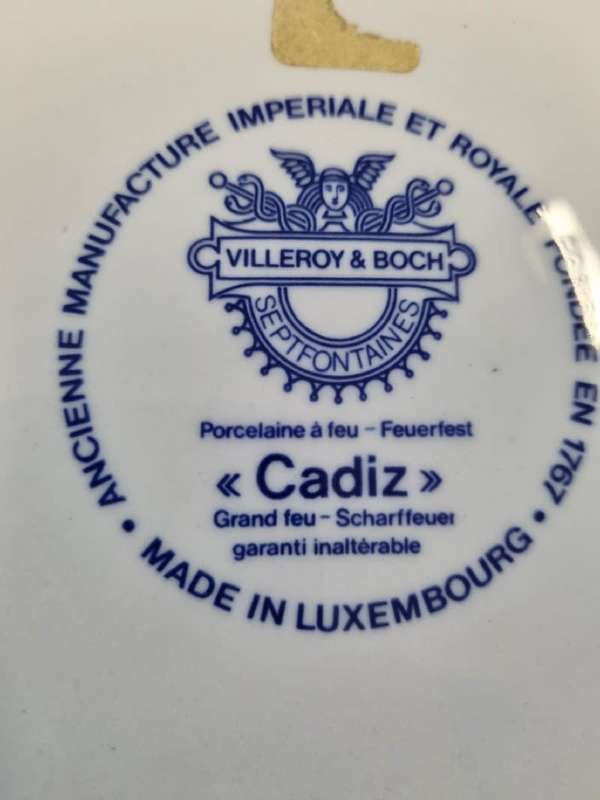 ANCIENNE MANUFACTURE IMPERIALE ET ROYALE FONDÉE EN 1767
VILLEROY & BOCH
SEPTFONTAINES
Porcelaine à feu - Feuerfest
« Cadiz »
Grand feu - Scharffeuer
garanti inaltérable
• MADE IN LUXEMBOURG •